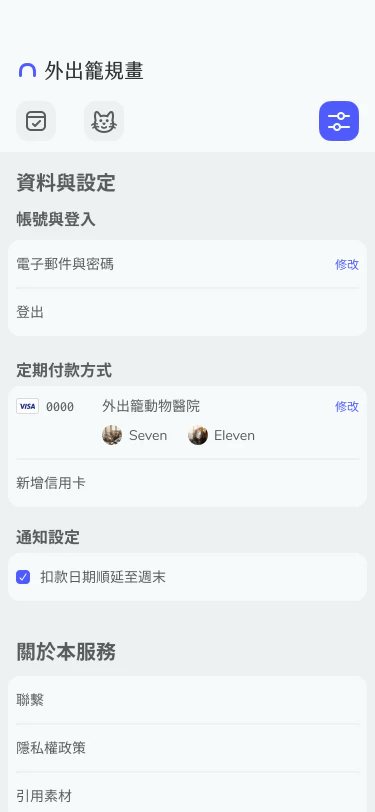 外出籠規畫
資料與設定
帳號與登入
電子郵件與密碼 修改
登出
定期付款方式
VISA 0000 外出籠動物醫院 修改
Seven Eleven
新增信用卡
通知設定
扣款日期順延至週末
關於本服務
聯繫
隱私權政策
引用素材